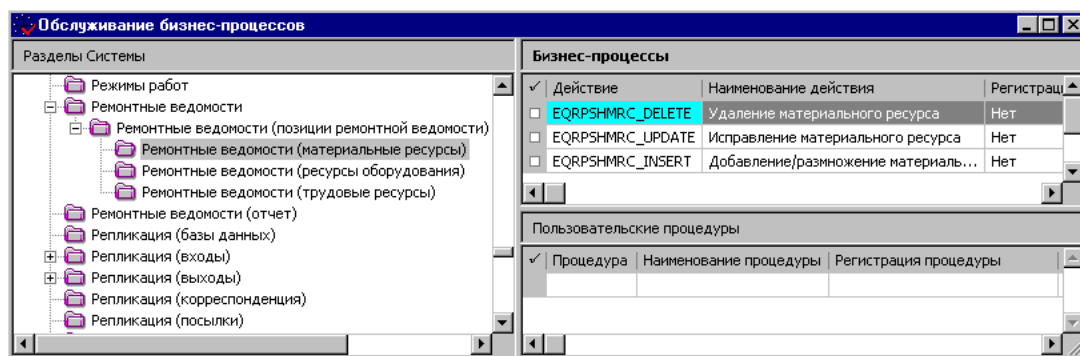 Обслуживание бизнес-процессов
Разделы Системы
Режимы работ
Ремонтные ведомости
Ремонтные ведомости (позиции ремонтной ведомости)
Ремонтные ведомости (материальные ресурсы)
Ремонтные ведомости (ресурсы оборудования)
Ремонтные ведомости (трудовые ресурсы)
Ремонтные ведомости (отчет)
Репликация (базы данных)
Репликация (входы)
Репликация (выходы)
Репликация (корреспонденция)
Репликация (посылки)
Бизнес-процессы
✓ Действие Наименование действия Регистраци
EQRPSHMRC_DELETE Удаление материального ресурса Нет
EQRPSHMRC_UPDATE Исправление материального ресурса Нет
EQRPSHMRC_INSERT Добавление/размножение материаль... Нет
Пользовательские процедуры
✓ Процедура Наименование процедуры Регистрация процедуры